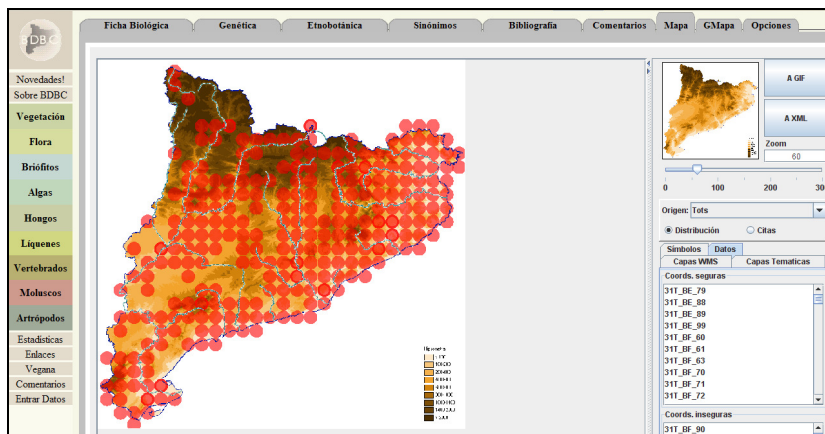 BDBC
Ficha Biológica
Genética
Etnobotánica
Sinónimos
Bibliografía
Comentarios
Mapa
GMapa
Opciones
Novedades!
Sobre BDBC
Vegetación
Flora
Briófitos
Algas
Hongos
Líquenes
Vertebrados
Moluscos
Artrópodos
Estadísticas
Enlaces
Vegana
Comentarios
Entrar Datos
A GIF
A XML
Zoom
60
0 100 200 300
Origen: Tots
Distribución
Citas
Símbolos
Datos
Capas WMS
Capas Tematicas
Coords. seguras
31T_BE_79
31T_BE_88
31T_BE_89
31T_BE_99
31T_BF_60
31T_BF_61
31T_BF_63
31T_BF_70
31T_BF_71
31T_BF_72
Coords. inseguras
31T_BF_90